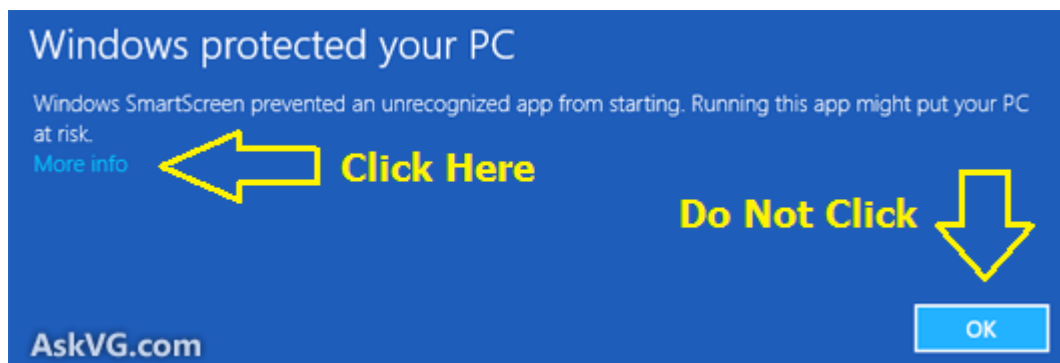 Windows protected your PC
Windows SmartScreen prevented an unrecognized app from starting. Running this app might put your PC
at risk.
More info
Click Here
Do Not Click
OK
AskVG.com